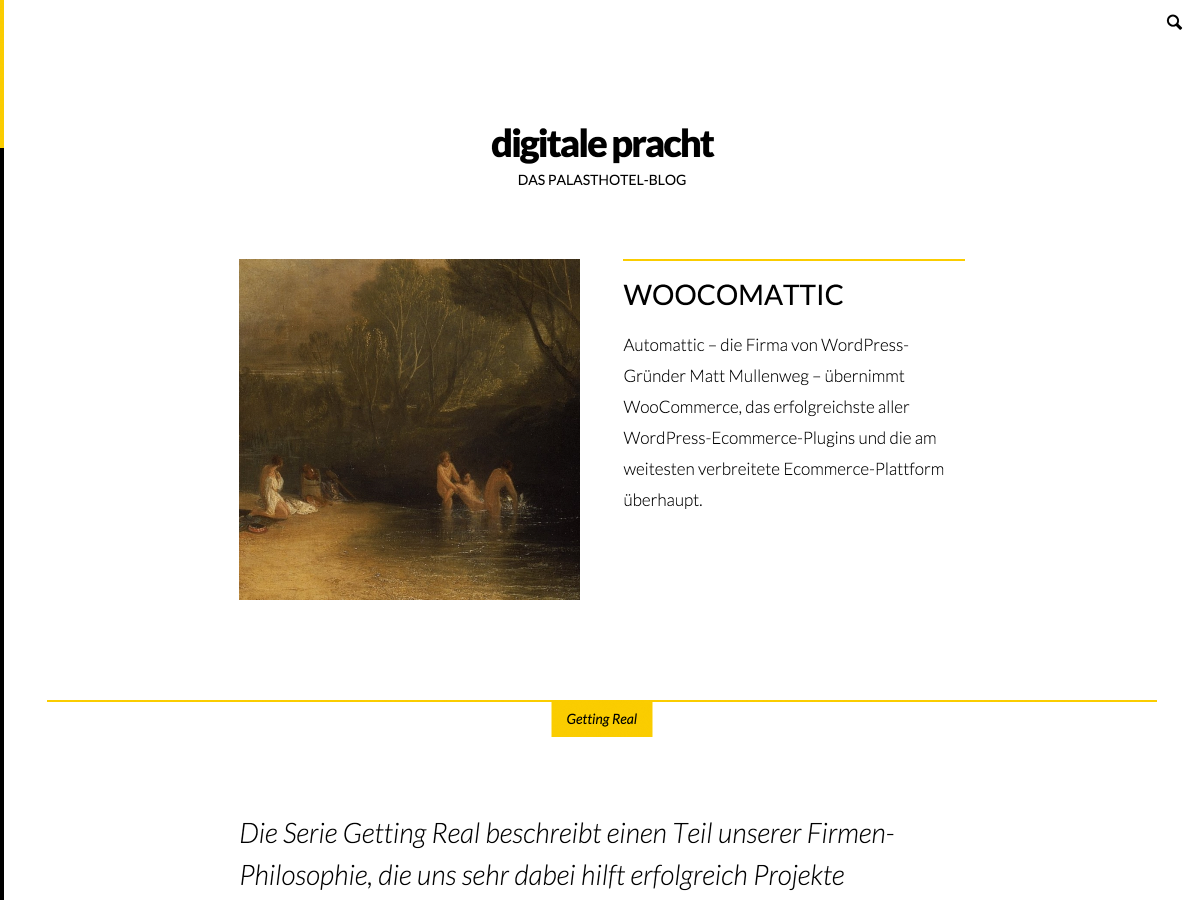 digitale pracht
DAS PALASTHOTEL-BLOG
WOOCOMATTIC
Automattic – die Firma von WordPress-
Gründer Matt Mullenweg – übernimmt
WooCommerce, das erfolgreichste aller
WordPress-Ecommerce-Plugins und die am
weitesten verbreitete Ecommerce-Plattform
überhaupt.
Getting Real
Die Serie Getting Real beschreibt einen Teil unserer Firmen-
Philosophie, die uns sehr dabei hilft erfolgreich Projekte